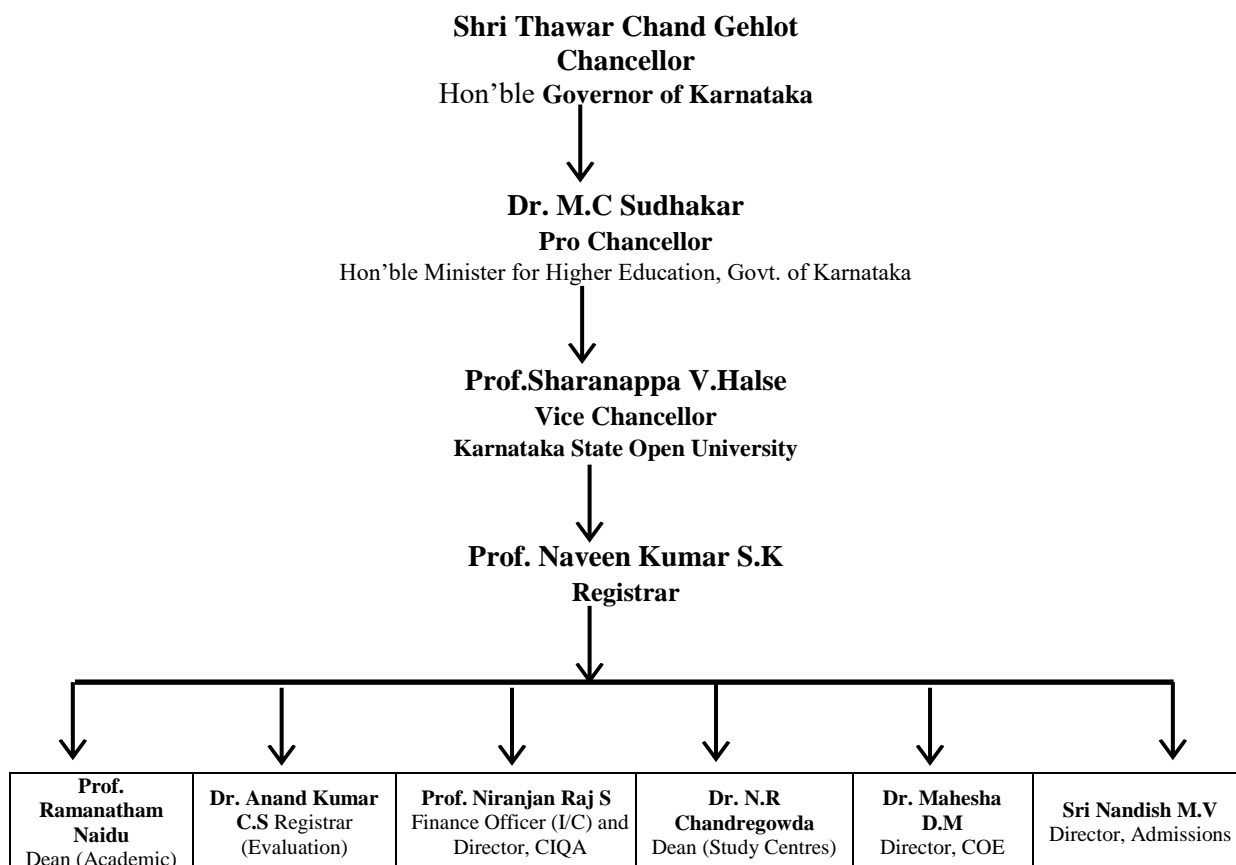 Shri Thawar Chand Gehlot
Chancellor
Hon’ble Governor of Karnataka
Dr. M.C Sudhakar
Pro Chancellor
Hon’ble Minister for Higher Education, Govt. of Karnataka
Prof.Sharanappa V.Halse
Vice Chancellor
Karnataka State Open University
Prof. Naveen Kumar S.K
Registrar
Prof.
Ramanatham
Naidu
Dean (Academic)
Dr. Anand Kumar
C.S Registrar
(Evaluation)
Prof. Niranjan Raj S
Finance Officer (I/C) and
Director, CIQA
Dr. N.R
Chandregowda
Dean (Study Centres)
Dr. Mahesha
D.M
Director, COE
Sri Nandish M.V
Director, Admissions